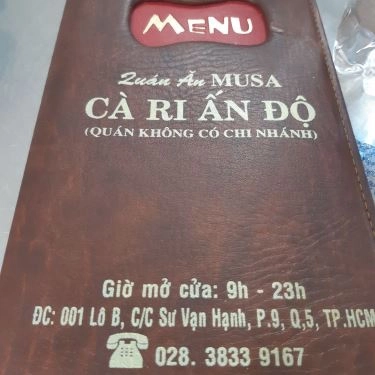 MENU
Quán Ăn MUSA
CÀ RI ẤN ĐỘ
(QUÁN KHÔNG CÓ CHI NHÁNH)
Giờ mở cửa: 9h - 23h
ĐC: 001 Lô B, C/C Sư Vạn Hạnh, P.9, Q,5, TP.HCM
028. 3833 9167